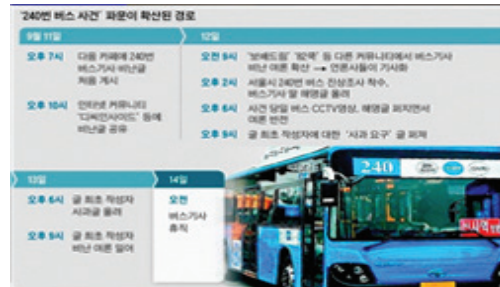 '240번 버스 사건' 파문이 확산된 경로
9월 11일
오후 7시 다음 카페에 240번
버스기사 비난글
처음 게시
오후 10시 인터넷 커뮤니티
'디씨인사이드' 등에
비난글 공유
12일
오전 9시 '보배드림' '82쿡' 등 다른 커뮤니티에서 버스기사
비난 여론 확산 → 언론사들이 기사화
오후 2시 서울시 240번 버스 진상조사 착수,
버스기사 딸 해명글 올려
오후 6시 사건 당일 버스 CCTV영상, 해명글 퍼지면서
여론 반전
오후 9시 글 최초 작성자에 대한 '사과 요구' 글 퍼져
13일
오후 6시 글 최초 작성자
사과글 올려
오후 9시 글 최초 작성자
비난 여론 일어
14일
오전
버스기사
휴직
240